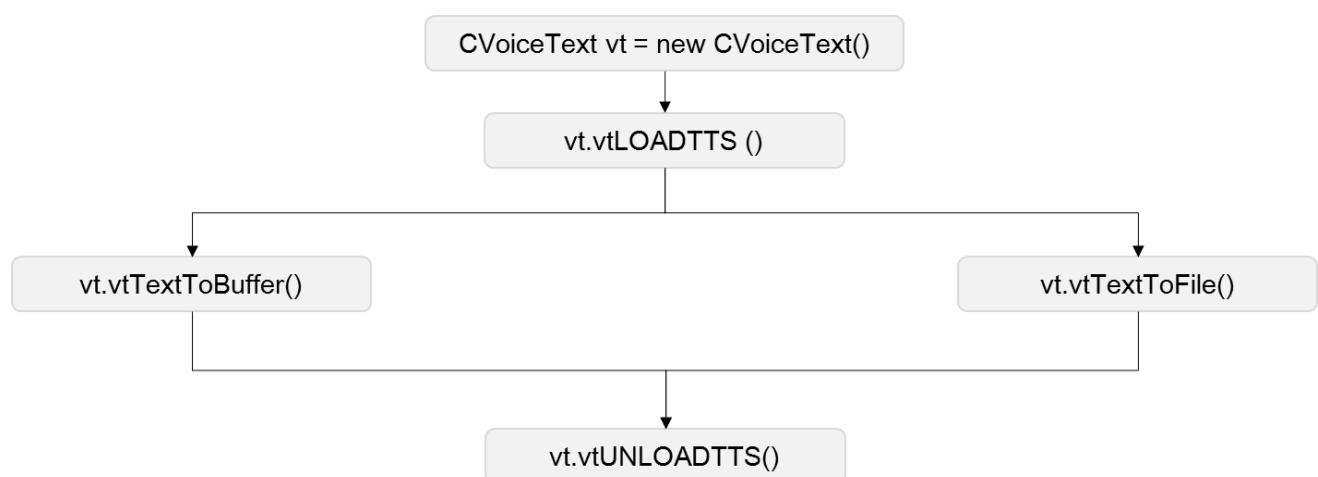 CVoiceText vt = new CVoiceText()
vt.vtLOADTTS ()
vt.vtTextToBuffer()
vt.vtTextToFile()
vt.vtUNLOADTTS()